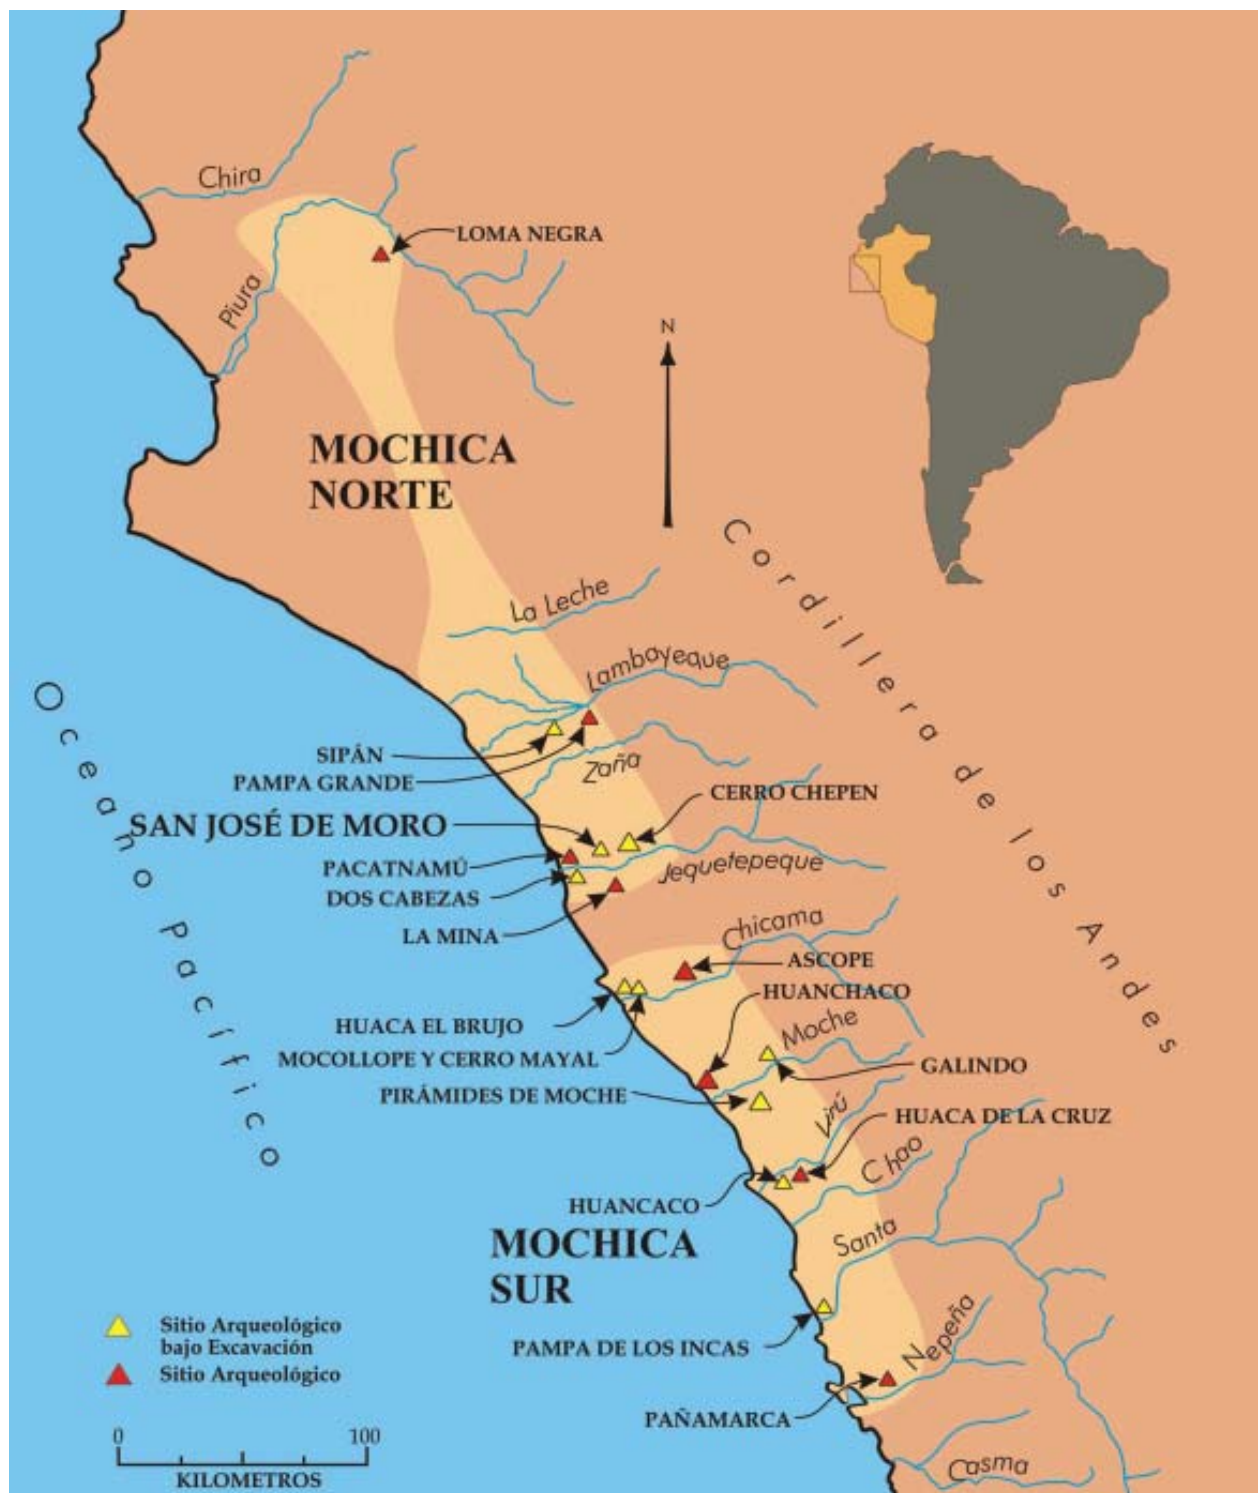 Chira
LOMA NEGRA
Piura
N
MOCHICA
NORTE
Cordillera de los Andes
La Leche
Lambayeque
Océano Pacífico
SIPÁN
Zaña
PAMPA GRANDE
CERRO CHEPEN
SAN JOSÉ DE MORO
PACATNAMÚ
Jequetepeque
DOS CABEZAS
LA MINA
Chicama
ASCOPE
HUANCHACO
HUACA EL BRUJO
Moche
MOCOLLOPE Y CERRO MAYAL
GALINDO
PIRÁMIDES DE MOCHE
Virú
HUACA DE LA CRUZ
Chao
HUANCACO
MOCHICA
SUR
Santa
Sitio Arqueológico
bajo Excavación
PAMPA DE LOS INCAS
Nepeña
Sitio Arqueológico
PAÑAMARCA
0 100
KILOMETROS
Casma